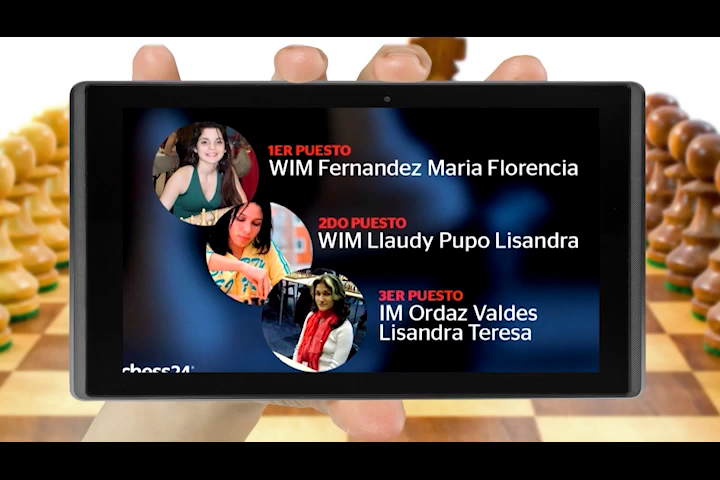 1ER PUESTO
WIM Fernandez Maria Florencia
2DO PUESTO
WIM Llaudy Pupo Lisandra
3ER PUESTO
IM Ordaz Valdes
Lisandra Teresa
chess24